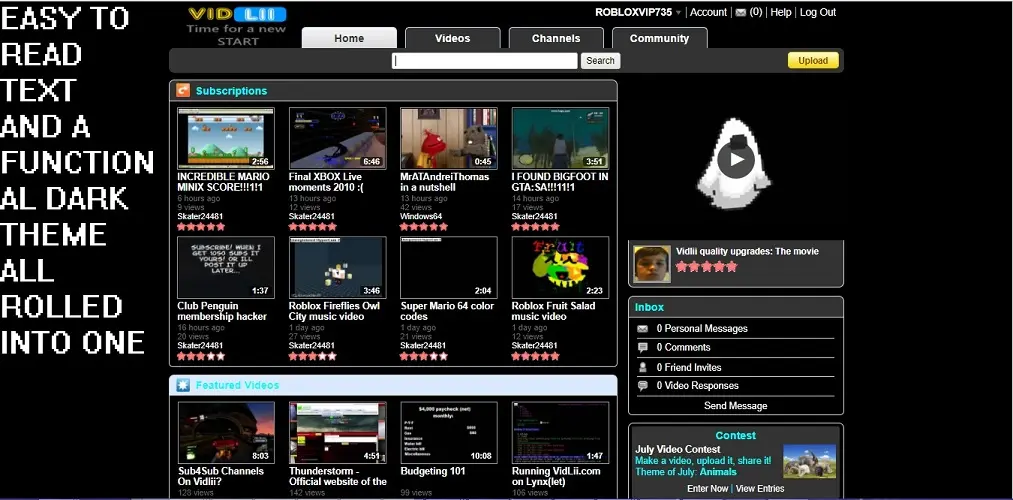 EASY TO
READ
TEXT
AND A
FUNCTION
AL DARK
THEME
ALL
ROLLED
INTO ONE
VIDLII
Time for a new
START
ROBLOXVIP735 | Account | (0) | Help | Log Out
Home
Videos
Channels
Community
Search
Upload
Subscriptions
2:56
6:46
0:45
3:51
INCREDIBLE MARIO
MINIX SCORE!!!1!1
6 hours ago
9 views
Skater24481
Final XBOX Live
moments 2010 :(
13 hours ago
12 views
Skater24481
MrATAndreiThomas
in a nutshell
13 hours ago
42 views
Windows64
I FOUND BIGFOOT IN
GTA:SA!!!11!1
14 hours ago
17 views
Skater24481
SUBSCRIBE! WHEN I
GET 1050 SUBS IT
YOURS! OR ILL
POST IT UP
LATER...
1:37
3:46
2:04
Fruit
2:23
Club Penguin
membership hacker
16 hours ago
20 views
Skater24481
Roblox Fireflies Owl
City music video
1 day ago
27 views
Skater24481
Super Mario 64 color
codes
1 day ago
21 views
Skater24481
Roblox Fruit Salad
music video
1 day ago
12 views
Skater24481
Featured Videos
8:03
4:51
$4,000 paycheck (net)
monthly:
10:08
1:47
Sub4Sub Channels
On Vidlii?
128 views
Thunderstorm -
Official website of the
142 views
Budgeting 101
99 views
Running VidLii.com
on Lynx(let)
106 views
Vidlii quality upgrades: The movie
Inbox
0 Personal Messages
0 Comments
0 Friend Invites
0 Video Responses
Send Message
Contest
July Video Contest
Make a video, upload it, share it!
Theme of July: Animals
Enter Now | View Entries